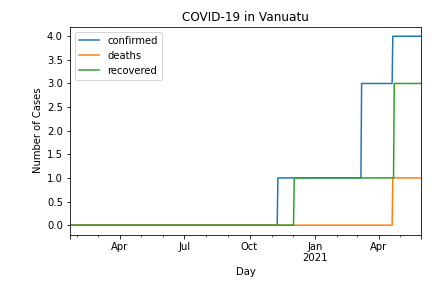 COVID-19 in Vanuatu
confirmed
deaths
recovered
Number of Cases
4.0
3.5
3.0
2.5
2.0
1.5
1.0
0.5
0.0
Apr
Jul
Oct
Jan
2021
Apr
Day